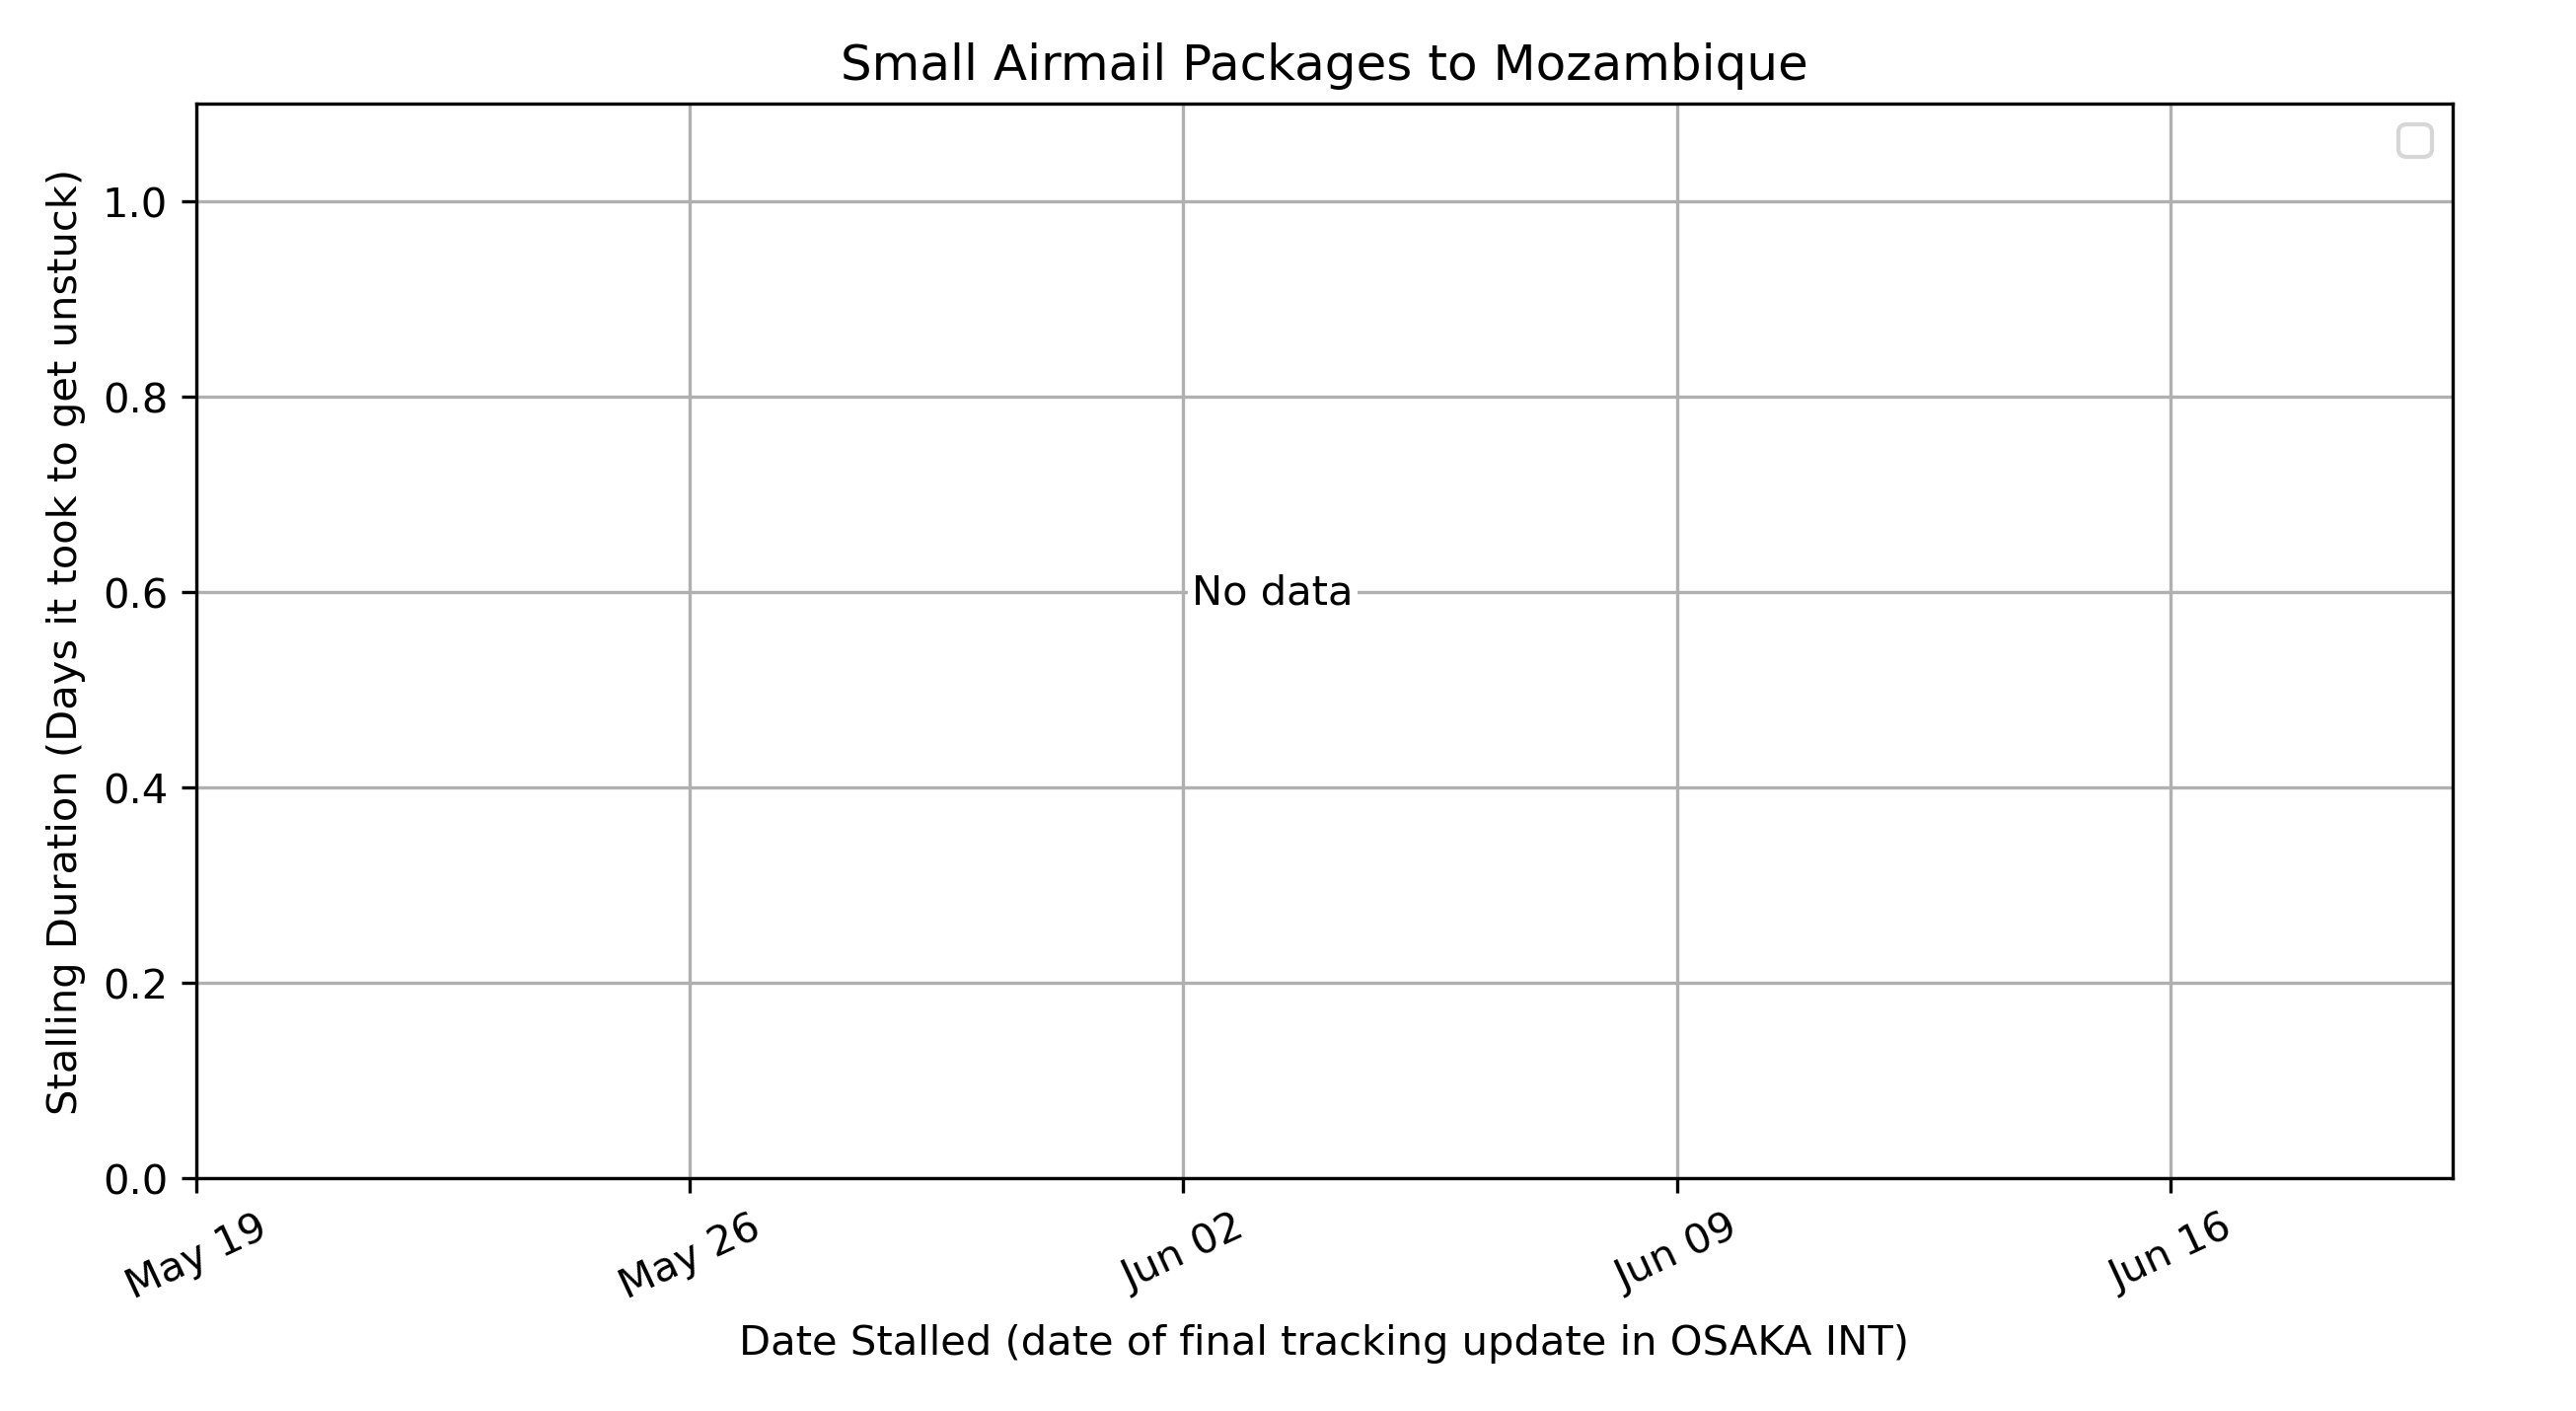 Small Airmail Packages to Mozambique
Stalling Duration (Days it took to get unstuck)
1.0
0.8
0.6
0.4
0.2
0.0
No data
May 19
May 26
Jun 02
Jun 09
Jun 16
Date Stalled (date of final tracking update in OSAKA INT)